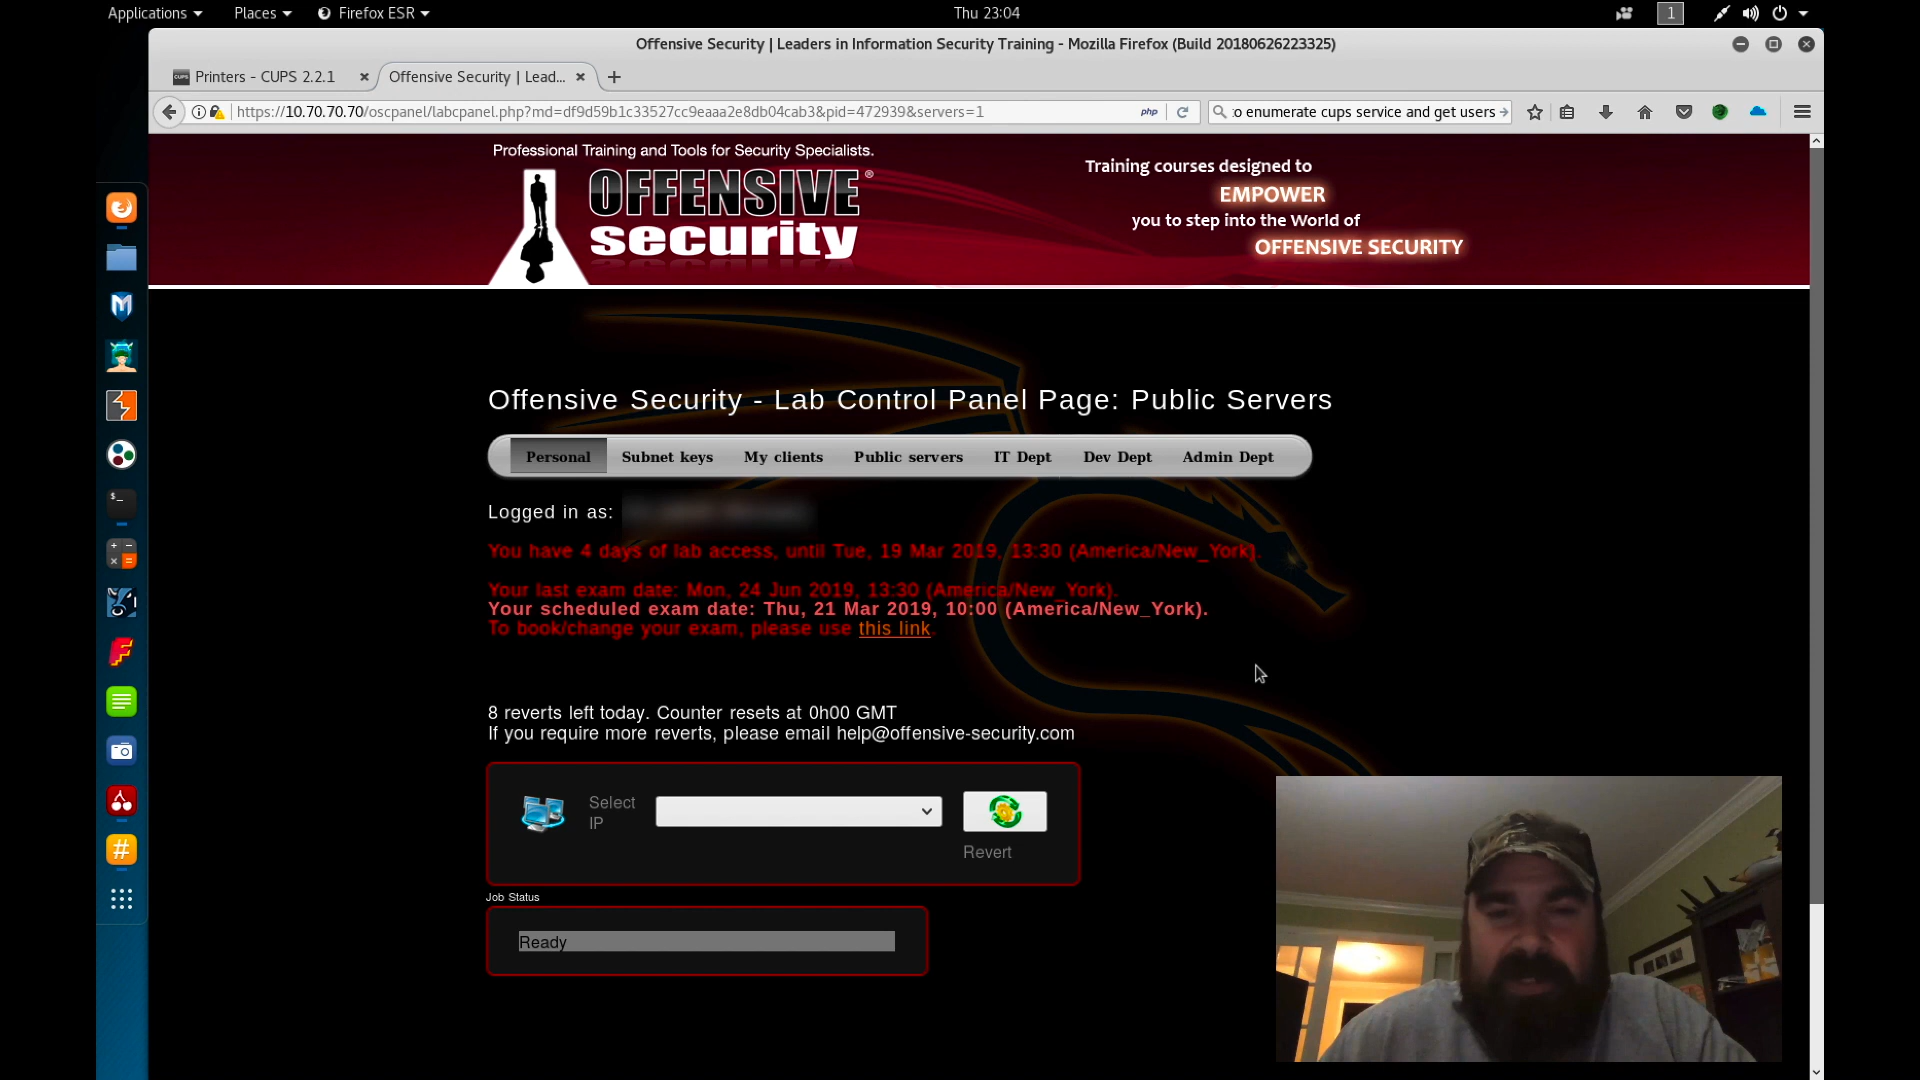 Applications Places Firefox ESR Thu 23:04 1
Offensive Security | Leaders in Information Security Training - Mozilla Firefox (Build 20180626223325)
CUPS Printers - CUPS 2.2.1 Offensive Security | Lead...
https://10.70.70.70/oscpanel/labcpanel.php?md=df9d59b1c33527cc9eaaa2e8db04cab3&pid=472939&servers=1 php :o enumerate cups service and get users
Professional Training and Tools for Security Specialists.
OFFENSIVE®
security
Training courses designed to
EMPOWER
you to step into the World of
OFFENSIVE SECURITY
Offensive Security - Lab Control Panel Page: Public Servers
Personal Subnet keys My clients Public servers IT Dept Dev Dept Admin Dept
Logged in as:
You have 4 days of lab access, until Tue, 19 Mar 2019, 13:30 (America/New_York).
Your last exam date: Mon, 24 Jun 2019, 13:30 (America/New_York).
Your scheduled exam date: Thu, 21 Mar 2019, 10:00 (America/New_York).
To book/change your exam, please use this link.
8 reverts left today. Counter resets at 0h00 GMT
If you require more reverts, please email help@offensive-security.com
Select
IP
Revert
Job Status
Ready